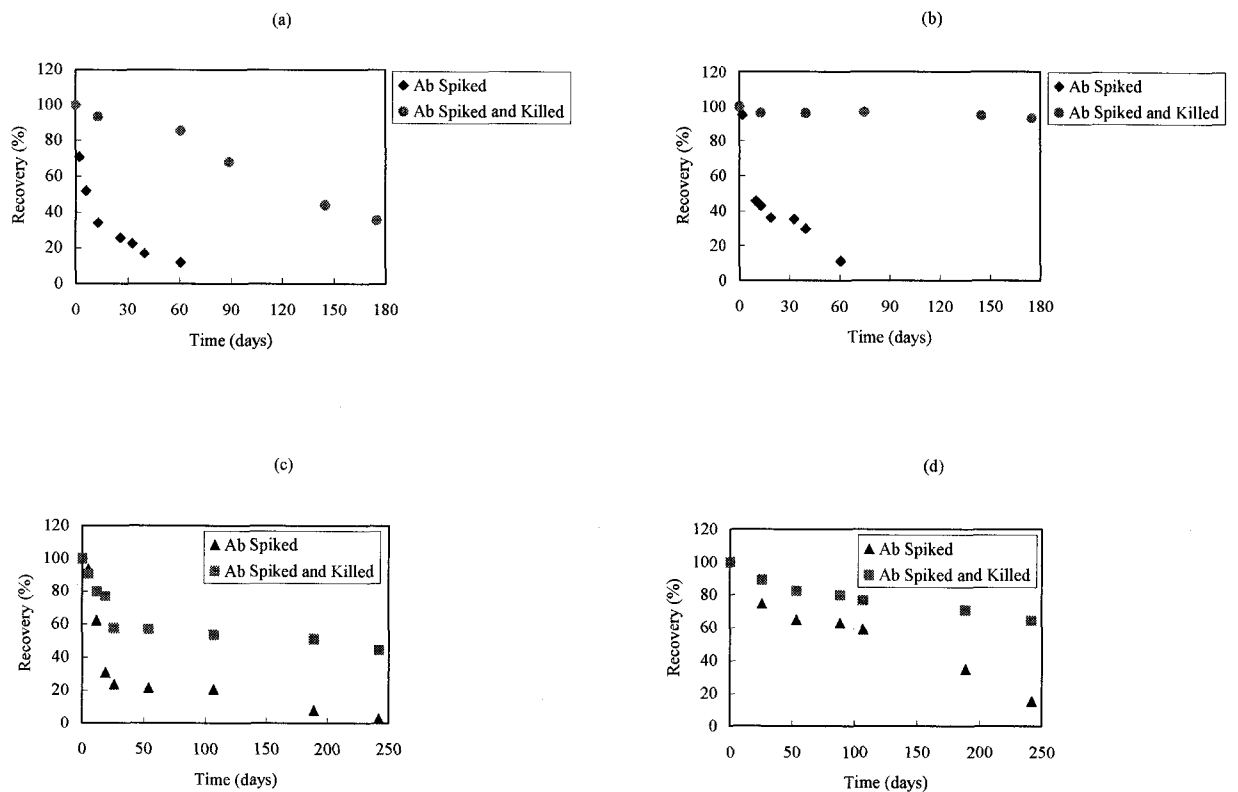 (a)
120
100
80
60
40
20
0
Recovery (%)
0 30 60 90 120 150 180
Time (days)
Ab Spiked
Ab Spiked and Killed
(b)
120
100
80
60
40
20
0
Recovery (%)
0 30 60 90 120 150 180
Time (days)
Ab Spiked
Ab Spiked and Killed
(c)
120
100
80
60
40
20
0
Recovery (%)
Ab Spiked
Ab Spiked and Killed
0 50 100 150 200 250
Time (days)
(d)
120
100
80
60
40
20
0
Recovery (%)
Ab Spiked
Ab Spiked and Killed
0 50 100 150 200 250
Time (days)